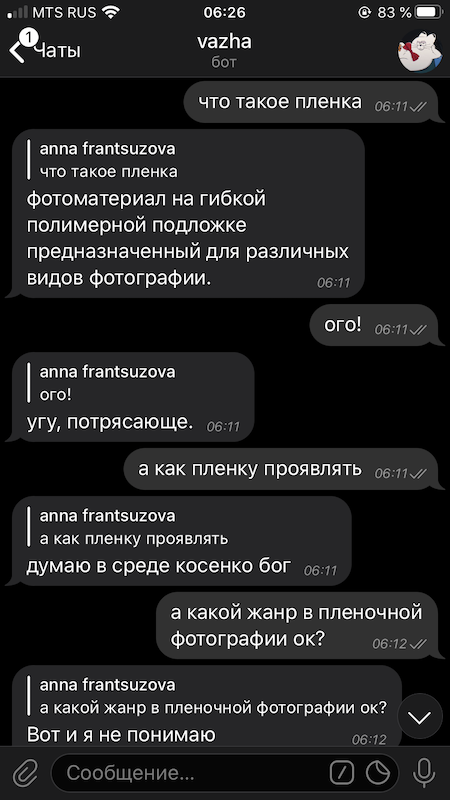 MTS RUS 06:26 83 %
1
Чаты vazha
бот
что такое пленка 06:11
anna frantsuzova
что такое пленка
фотоматериал на гибкой
полимерной подложке
предназначенный для различных
видов фотографии. 06:11
ого! 06:11
anna frantsuzova
ого!
угу, потрясающе. 06:11
а как пленку проявлять 06:11
anna frantsuzova
а как пленку проявлять
думаю в среде косенко бог 06:11
а какой жанр в пленочной
фотографии ок? 06:12
anna frantsuzova
а какой жанр в пленочной фотографии ок?
Вот и я не понимаю 06:12
Сообщение...